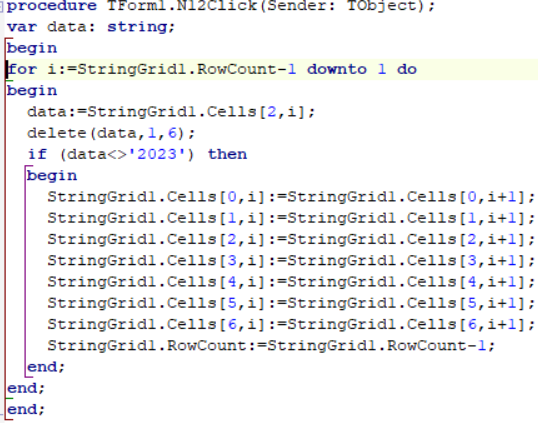 procedure TForm1.N12Click(Sender: TObject);
var data: string;
begin
for i:=StringGrid1.RowCount-1 downto 1 do
begin
data:=StringGrid1.Cells[2,i];
delete(data,1,6);
if (data<>'2023') then
begin
StringGrid1.Cells[0,i]:=StringGrid1.Cells[0,i+1];
StringGrid1.Cells[1,i]:=StringGrid1.Cells[1,i+1];
StringGrid1.Cells[2,i]:=StringGrid1.Cells[2,i+1];
StringGrid1.Cells[3,i]:=StringGrid1.Cells[3,i+1];
StringGrid1.Cells[4,i]:=StringGrid1.Cells[4,i+1];
StringGrid1.Cells[5,i]:=StringGrid1.Cells[5,i+1];
StringGrid1.Cells[6,i]:=StringGrid1.Cells[6,i+1];
StringGrid1.RowCount:=StringGrid1.RowCount-1;
end;
end;
end;